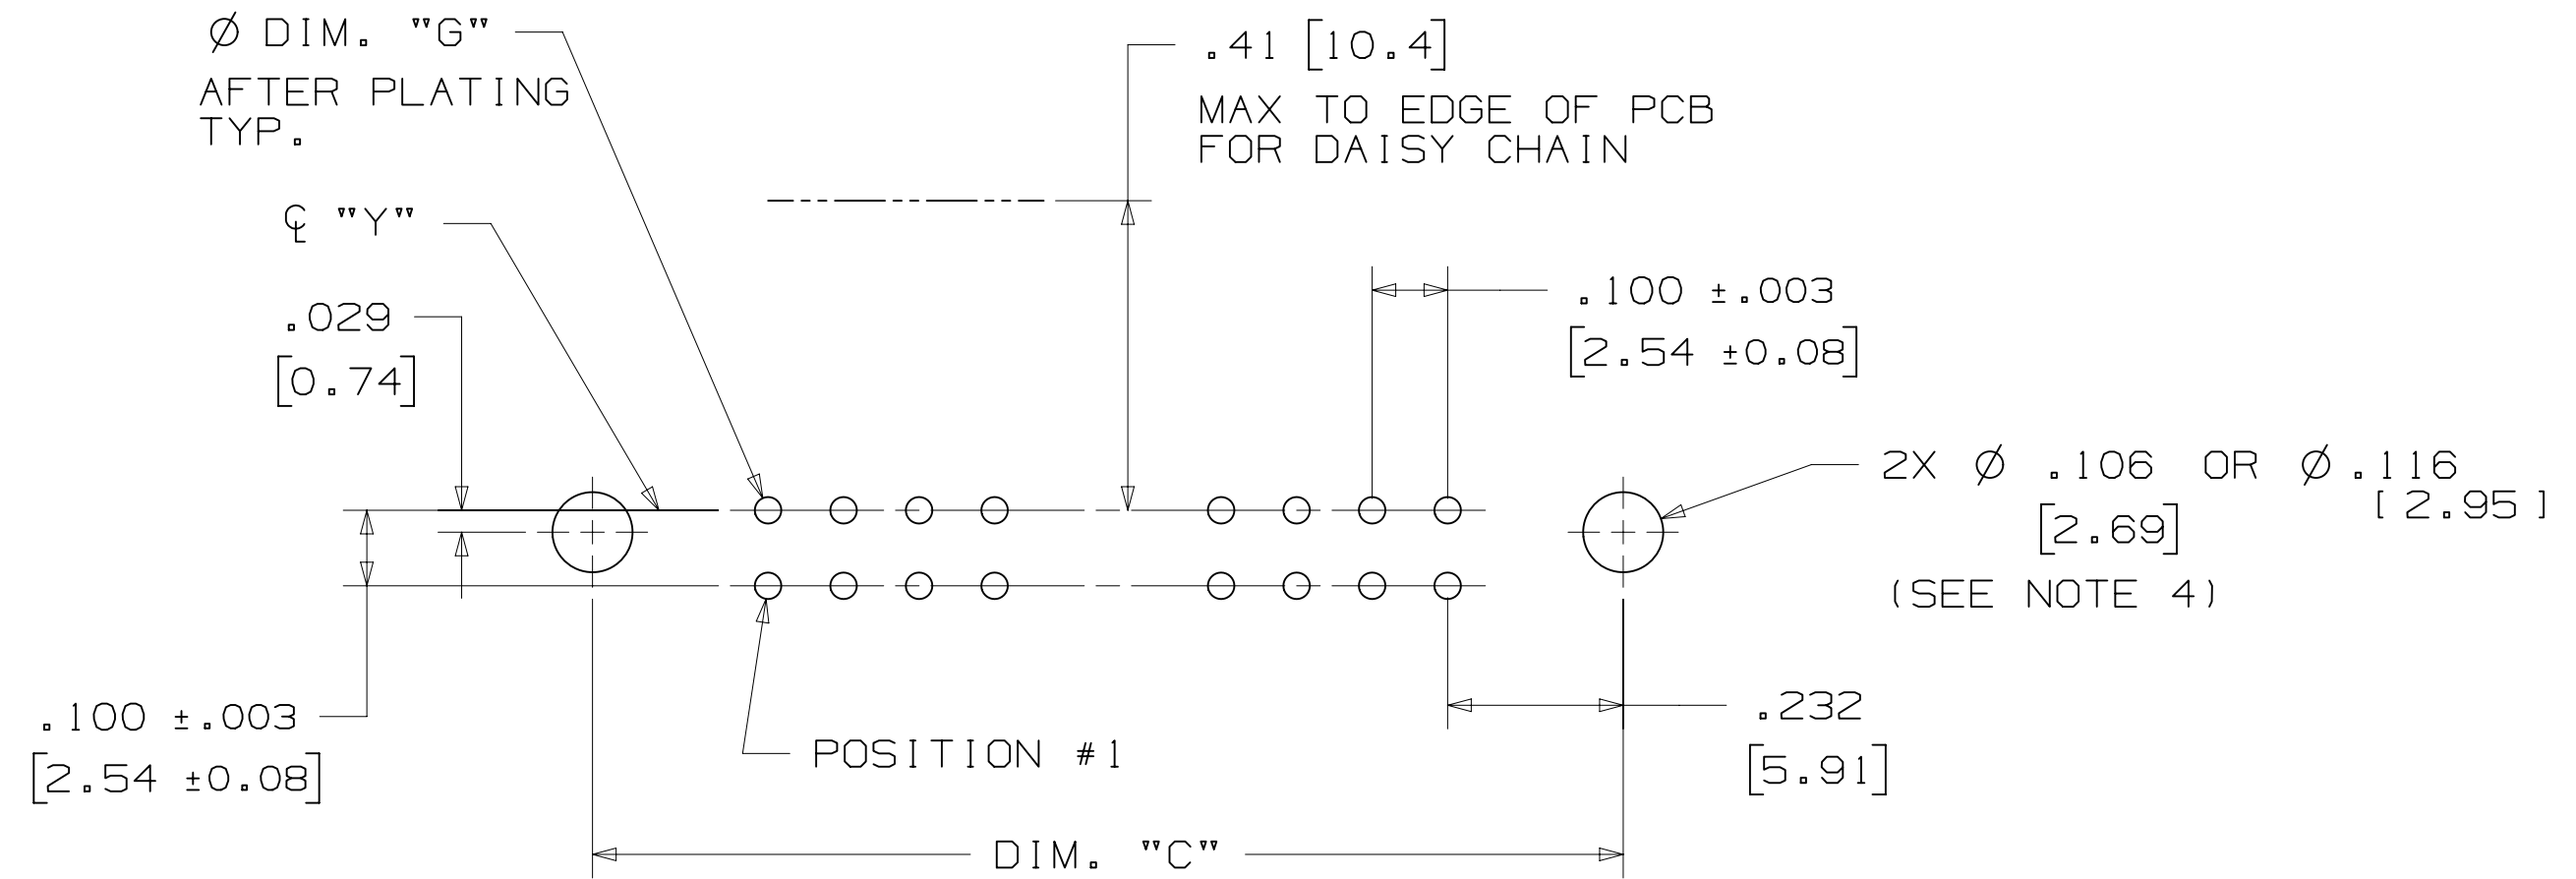 Ø DIM. "G"
AFTER PLATING
TYP.
.41 [10.4]
MAX TO EDGE OF PCB
FOR DAISY CHAIN
℄ "Y"
.029
[0.74]
.100 ±.003
[2.54 ±0.08]
2X Ø .106 OR Ø .116
[2.69]
[2.95]
(SEE NOTE 4)
.100 ±.003
[2.54 ±0.08]
POSITION #1
.232
[5.91]
DIM. "C"